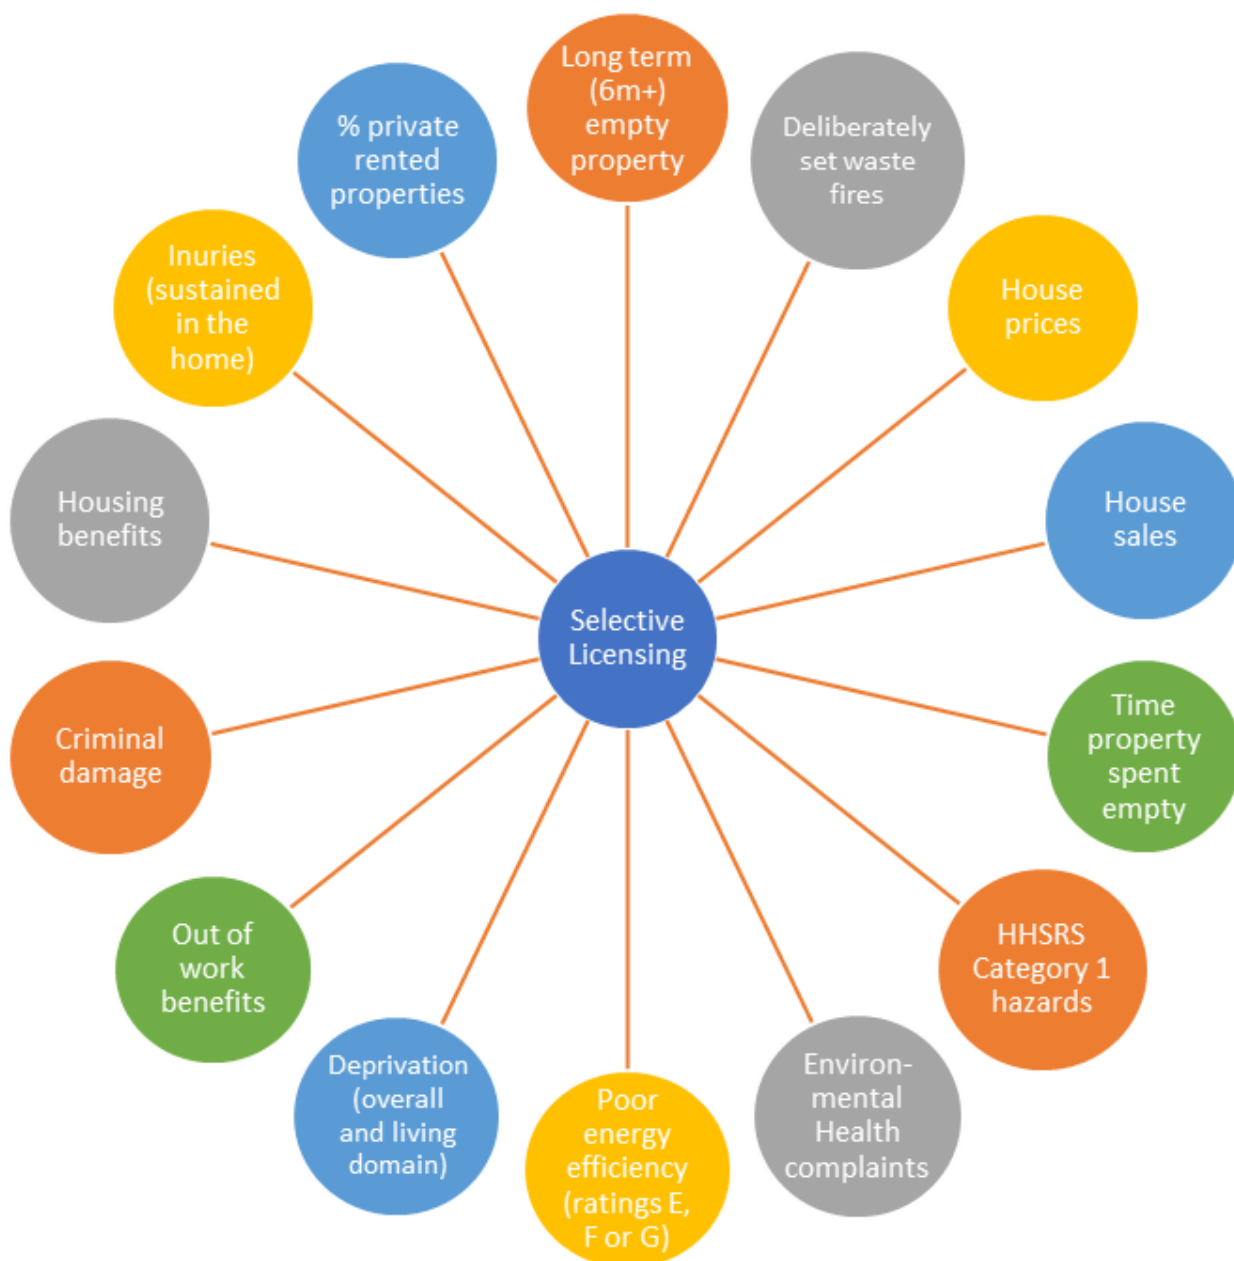 Long term
(6m+)
empty
property
Deliberately
set waste
fires
House
prices
House
sales
Time
property
spent
empty
HHSRS
Category 1
hazards
Environ-
mental
Health
complaints
Poor
energy
efficiency
(ratings E,
F or G)
Deprivation
(overall
and living
domain)
Out of
work
benefits
Criminal
damage
Housing
benefits
Inuries
(sustained
in the
home)
% private
rented
properties
Selective
Licensing